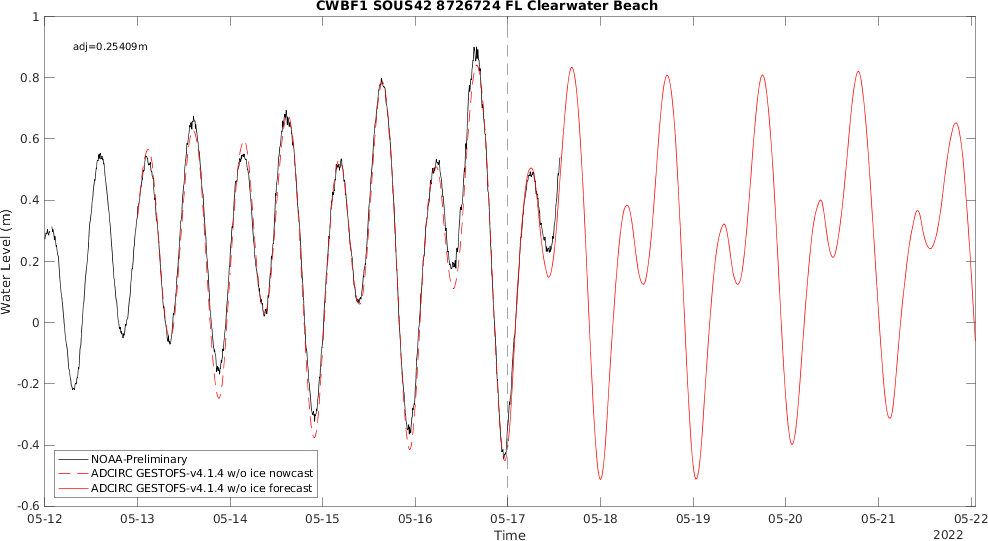 CWBF1 SOUS42 8726724 FL Clearwater Beach
1
adj=0.25409m
0.8
0.6
0.4
0.2
0
-0.2
-0.4
-0.6
Water Level (m)
NOAA-Preliminary
ADCIRC GESTOFS-v4.1.4 w/o ice nowcast
ADCIRC GESTOFS-v4.1.4 w/o ice forecast
05-12 05-13 05-14 05-15 05-16 05-17 05-18 05-19 05-20 05-21 05-22
Time
2022